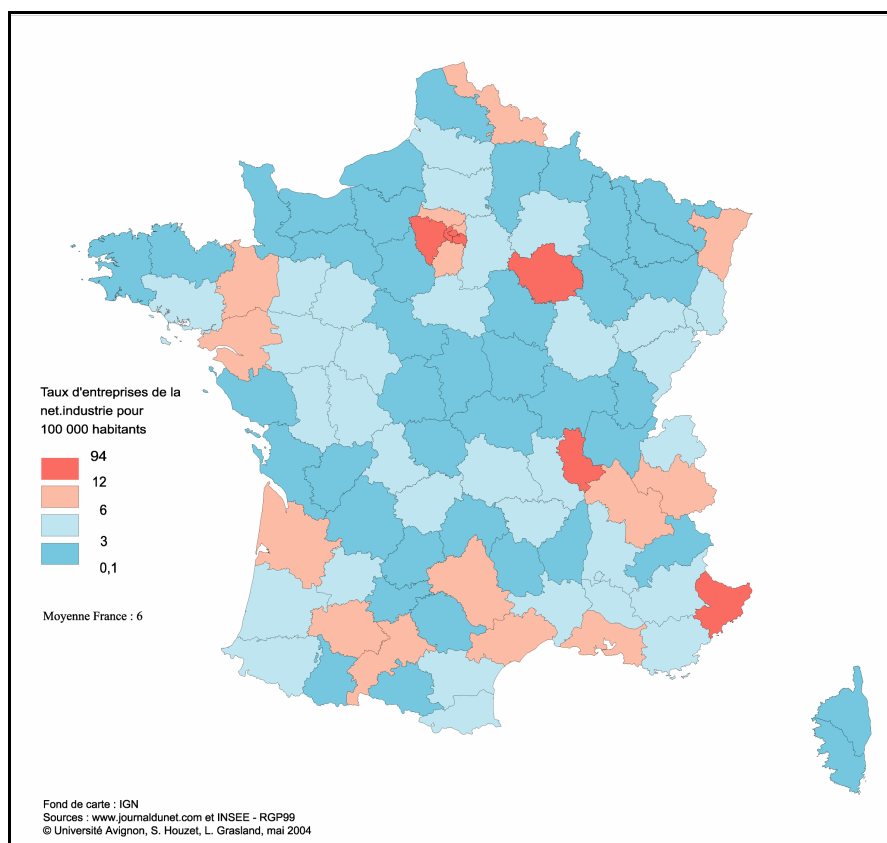 Taux d'entreprises de la
net.industrie pour
100 000 habitants
94
12
6
3
0,1
Moyenne France : 6
Fond de carte : IGN
Sources : www.journaldunet.com et INSEE - RGP99
© Université Avignon, S. Houzet, L. Grasland, mai 2004